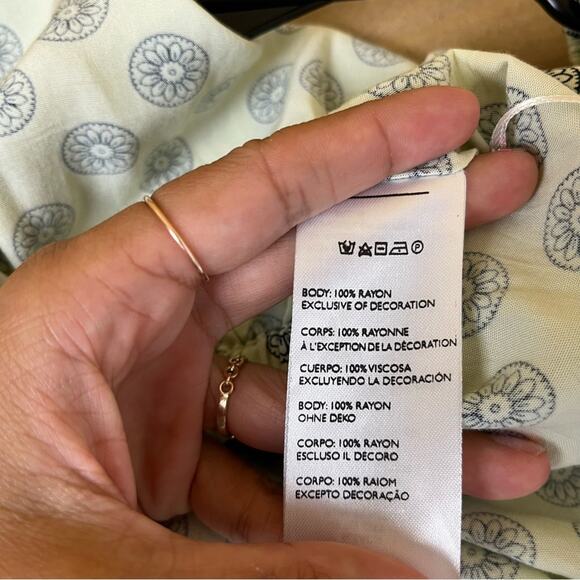 P
BODY: 100% RAYON
EXCLUSIVE OF DECORATION
CORPS: 100% RAYONNE
À L'EXCEPTION DE LA DÉCORATION
CUERPO: 100% VISCOSA
EXCLUYENDO LA DECORACIÓN
BODY: 100% RAYON
OHNE DEKO
CORPO: 100% RAYON
ESCLUSO IL DECORO
CORPO: 100% RAIOM
EXCEPTO DECORAÇÃO